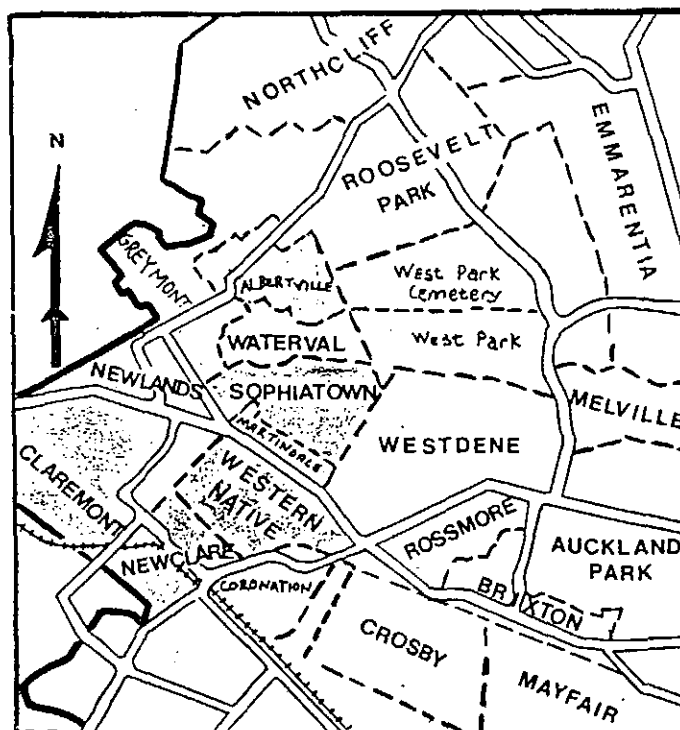 NORTHCLIFF
N
ROOSEVELT
PARK
EMMARENTIA
GREYMONT
ALBERTVILLE
West Park
Cemetery
WATERVAL
West Park
NEWLANDS
SOPHIATOWN
MELVILLE
MARTINDALE
WESTDENE
CLAREMONT
WESTERN
NATIVE
ROSSMORE
NEWCLARE
AUCKLAND
PARK
CORONATION
BRIXTON
CROSBY
MAYFAIR